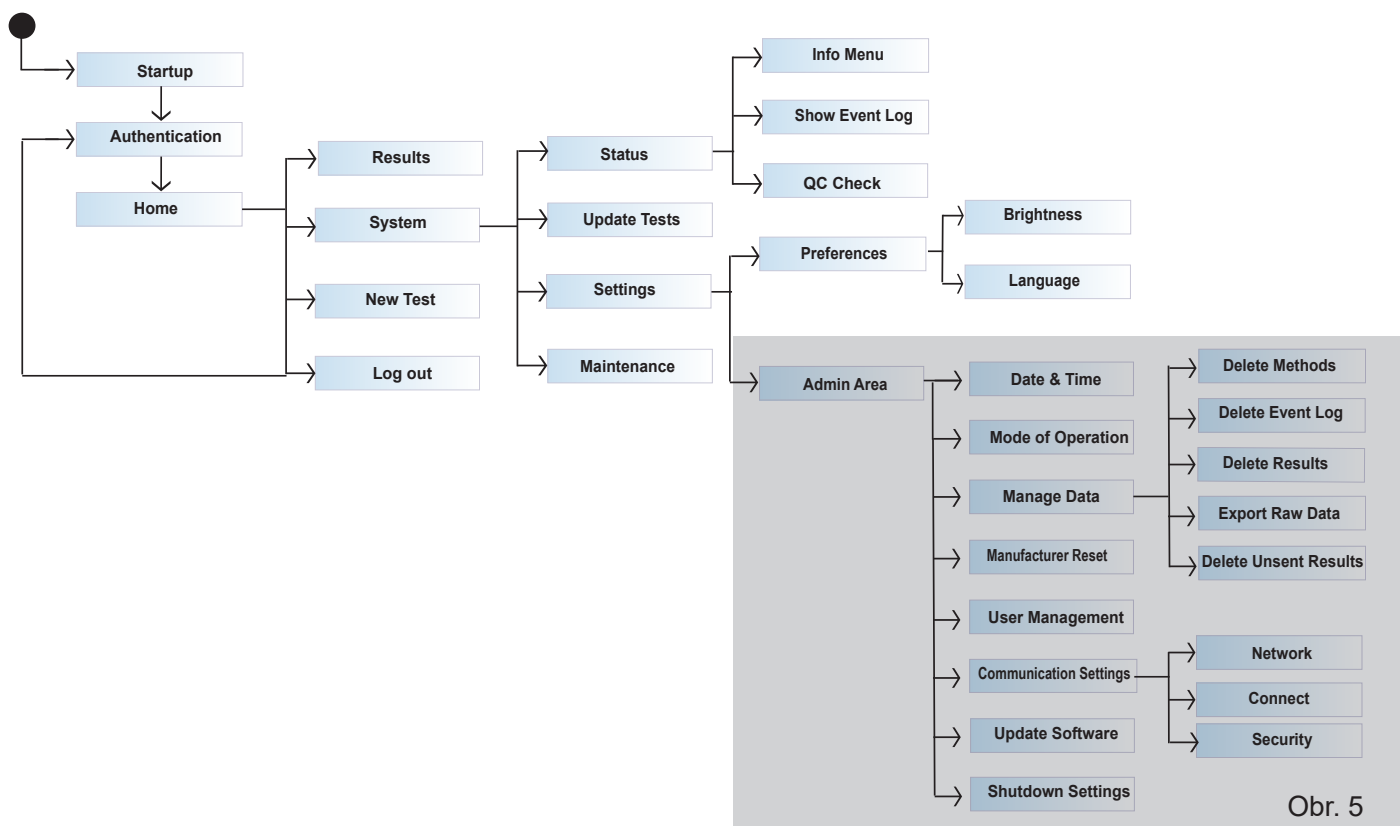 Startup
Authentication
Home
Results
System
New Test
Log out
Status
Update Tests
Settings
Maintenance
Info Menu
Show Event Log
QC Check
Preferences
Brightness
Language
Admin Area
Date & Time
Mode of Operation
Manage Data
Manufacturer Reset
User Management
Communication Settings
Update Software
Shutdown Settings
Delete Methods
Delete Event Log
Delete Results
Export Raw Data
Delete Unsent Results
Network
Connect
Security
Obr. 5